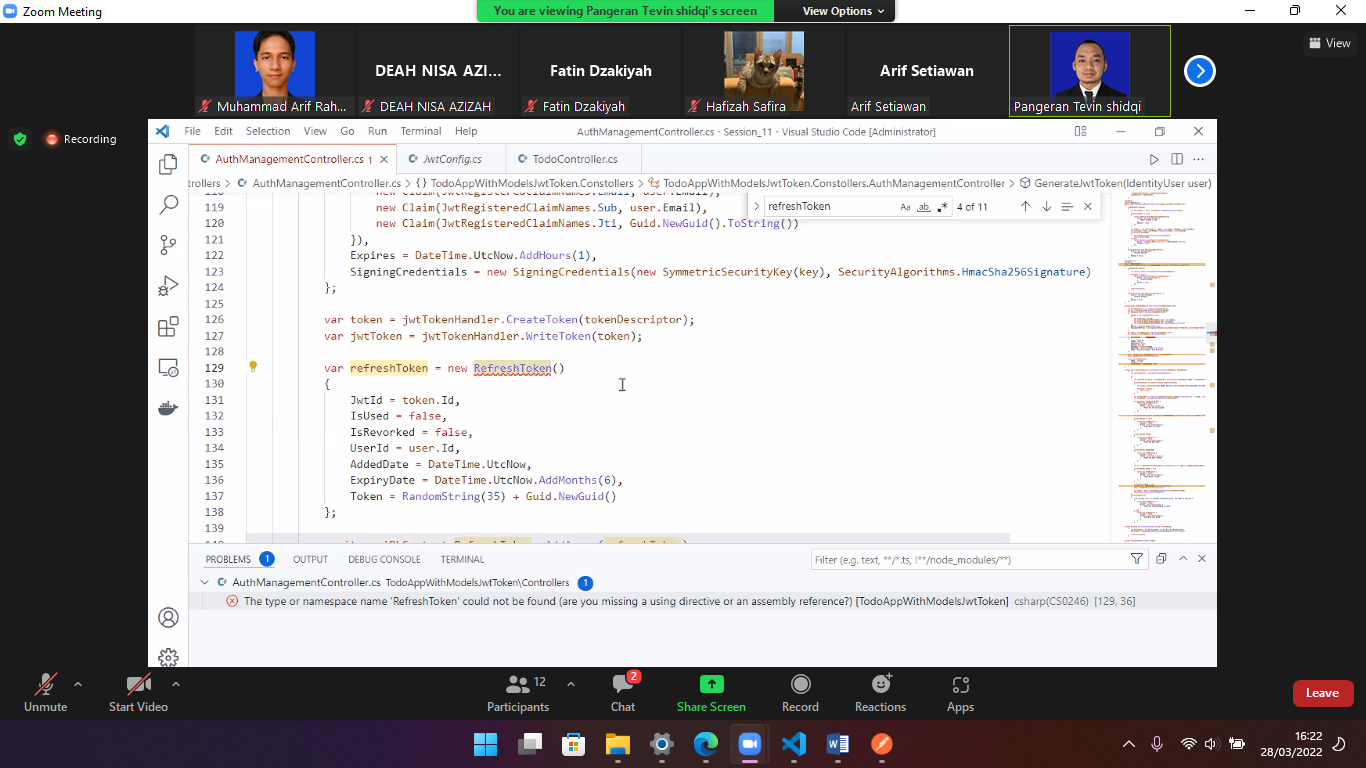 Zoom Meeting
You are viewing Pangeran Tevin shidqi's screen
View Options
DEAH NISA AZI...
Fatin Dzakiyah
Arif Setiawan
View
Muhammad Arif Rah...
DEAH NISA AZIZAH
Fatin Dzakiyah
Hafizah Safira
Arif Setiawan
Pangeran Tevin shidqi
Recording
File Edit Selection View Go Run Terminal Help
AuthManagementController.cs - Session_11 - Visual Studio Code [Administrator]
AuthManagementController.cs 1
JwtConfig.cs
TodoController.cs
trollers > AuthManagementController.cs > {} TodoAppWithModelsJwtToken.Constollers > TodoAppWithModelsJwtToken.Constollers.AuthManagementController > GenerateJwtToken(IdentityUser user)
refreshToken
Aa ab 4 of 11
118 new Claim(JwtRegisteredClaimNames.Email, user.Email),
119 new Claim(JwtRegisteredClaimNames.Sub, user.Email),
120 new Claim(JwtRegisteredClaimNames.Jti, Guid.NewGuid().ToString())
121 }),
122 Expires = DateTime.UtcNow.AddHours(1),
123 SigningCredentials = new SigningCredentials(new SymmetricSecurityKey(key), SecurityAlgorithms.HmacSha256Signature)
124 };
125
126 var token = jwtTokenHandler.CreateToken(tokenDescriptor);
127 var jwtToken = jwtTokenHandler.WriteToken(token);
128
129 var refreshToken = new RefreshToken()
130 {
131 JwtId = token.Id,
132 IsUsed = false,
133 IsRevorked = false,
134 UserId = user.Id,
135 AddedDate = DateTime.UtcNow,
136 ExpiryDate = DateTime.UtcNow.AddMonths(6),
137 Token = RandomString(35) + Guid.NewGuid()
138 };
139
PROBLEMS 1 OUTPUT DEBUG CONSOLE TERMINAL
Filter (e.g. text, **/*.ts, !**/node_modules/**)
AuthManagementController.cs TodoAppWithModelsJwtToken\Controllers 1
The type or namespace name 'RefreshToken' could not be found (are you missing a using directive or an assembly reference?) [TodoAppWithModelsJwtToken] csharp(CS0246) [129, 36]
Unmute
Start Video
12
Participants
2
Chat
Share Screen
Record
Reactions
Apps
Leave
16:22
28/03/2022